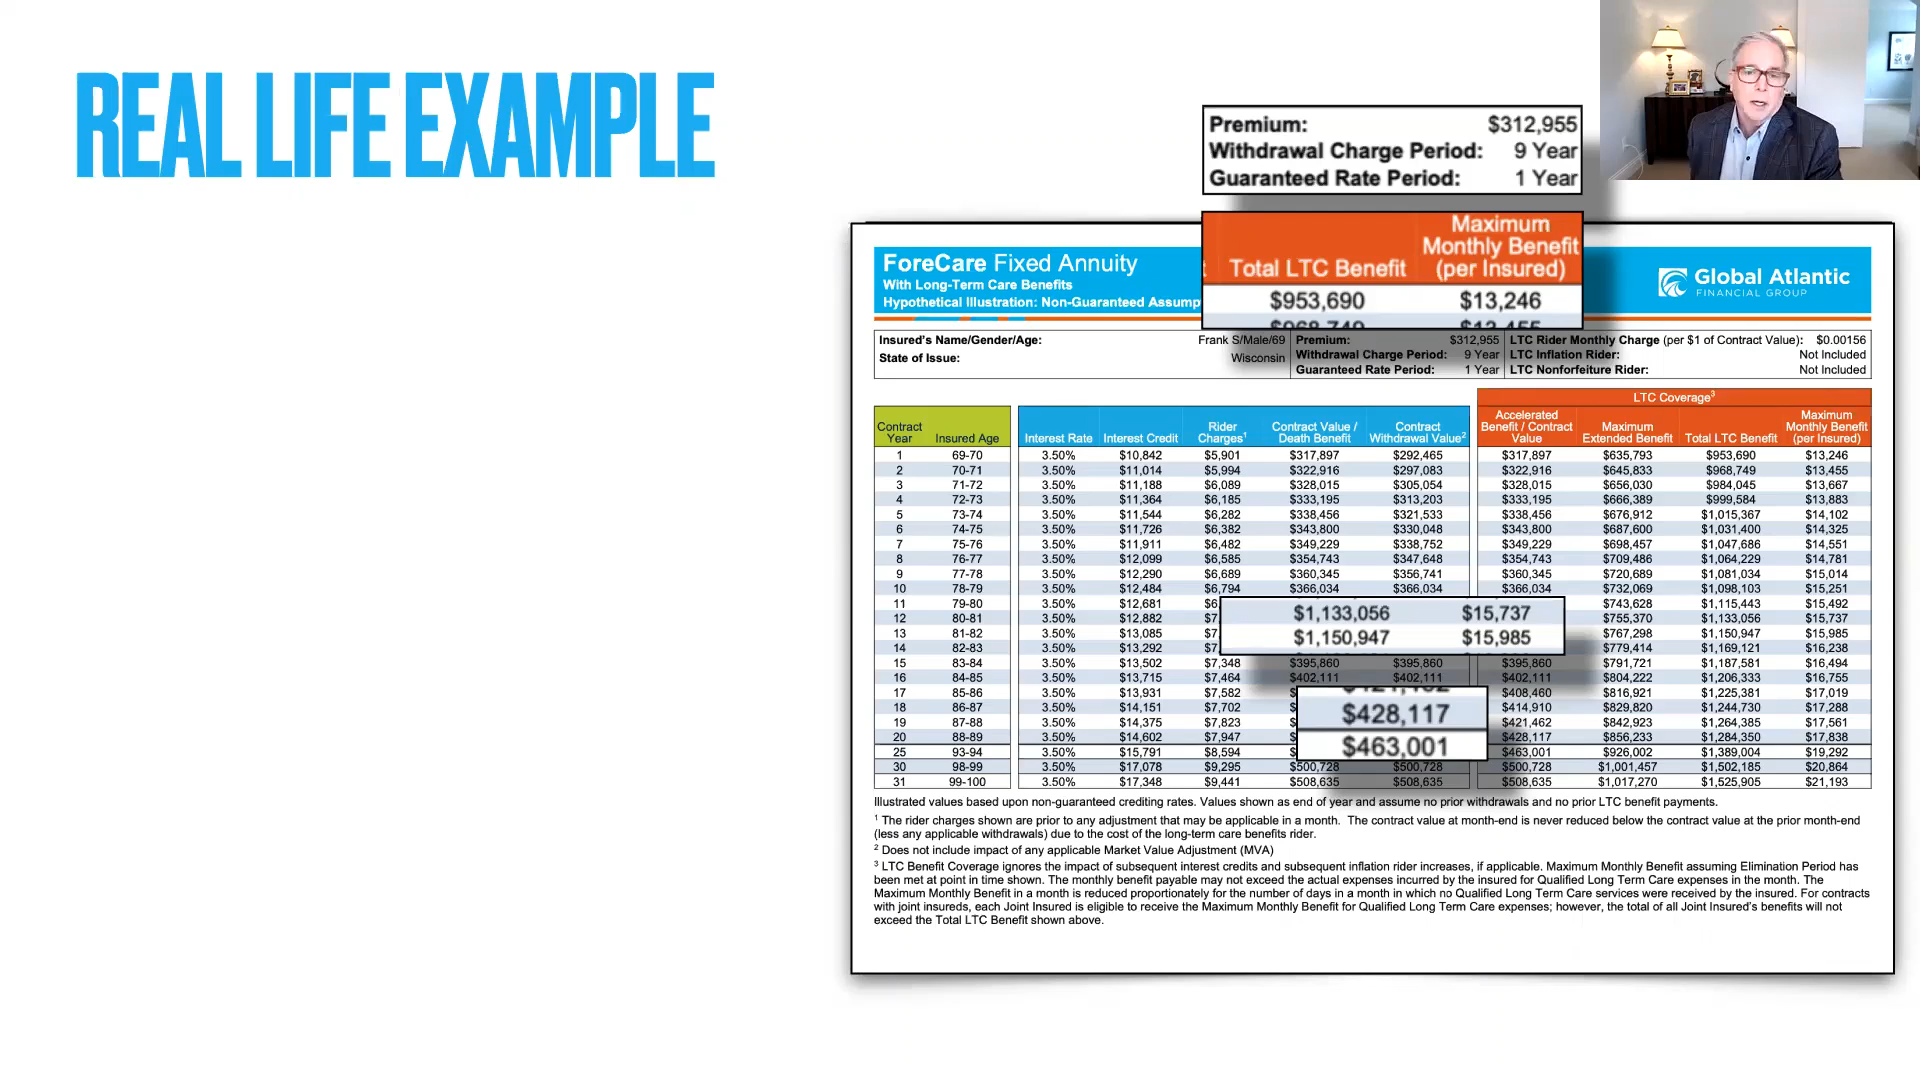 REAL LIFE EXAMPLE
Premium: $312,955
Withdrawal Charge Period: 9 Year
Guaranteed Rate Period: 1 Year
Total LTC Benefit Maximum Monthly Benefit (per Insured)
$953,690 $13,246
ForeCare Fixed Annuity
With Long-Term Care Benefits
Hypothetical Illustration: Non-Guaranteed
Global Atlantic
FINANCIAL GROUP
Insured's Name/Gender/Age: Frank S/Male/69
State of Issue: Wisconsin
Premium: $312,955
Withdrawal Charge Period: 9 Year
Guaranteed Rate Period: 1 Year
LTC Rider Monthly Charge (per $1 of Contract Value): $0.00156
LTC Inflation Rider: Not Included
LTC Nonforfeiture Rider: Not Included
LTC Coverage3
Contract Year Insured Age Interest Rate Interest Credit Rider Charges1 Contract Value / Death Benefit Contract Withdrawal Value2 Accelerated Benefit / Contract Value Maximum Extended Benefit Total LTC Benefit Maximum Monthly Benefit (per Insured)
1 69-70 3.50% $10,842 $5,901 $317,897 $292,465 $317,897 $635,793 $953,690 $13,246
2 70-71 3.50% $11,014 $5,994 $322,916 $297,083 $322,916 $645,833 $968,749 $13,455
3 71-72 3.50% $11,188 $6,089 $328,015 $305,054 $328,015 $656,030 $984,045 $13,667
4 72-73 3.50% $11,364 $6,185 $333,195 $313,203 $333,195 $666,389 $999,584 $13,883
5 73-74 3.50% $11,544 $6,282 $338,456 $321,533 $338,456 $676,912 $1,015,367 $14,102
6 74-75 3.50% $11,726 $6,382 $343,800 $330,048 $343,800 $687,600 $1,031,400 $14,325
7 75-76 3.50% $11,911 $6,482 $349,229 $338,752 $349,229 $698,457 $1,047,686 $14,551
8 76-77 3.50% $12,099 $6,585 $354,743 $347,648 $354,743 $709,486 $1,064,229 $14,781
9 77-78 3.50% $12,290 $6,689 $360,345 $356,741 $360,345 $720,689 $1,081,034 $15,014
10 78-79 3.50% $12,484 $6,794 $366,034 $366,034 $366,034 $732,069 $1,098,103 $15,251
11 79-80 3.50% $12,681 $743,628 $1,115,443 $15,492
12 80-81 3.50% $12,882 $755,370 $1,133,056 $15,737
13 81-82 3.50% $13,085 $767,298 $1,150,947 $15,985
14 82-83 3.50% $13,292 $779,414 $1,169,121 $16,238
$1,133,056 $15,737
$1,150,947 $15,985
15 83-84 3.50% $13,502 $7,348 $395,860 $395,860 $395,860 $791,721 $1,187,581 $16,494
16 84-85 3.50% $13,715 $7,464 $402,111 $402,111 $402,111 $804,222 $1,206,333 $16,755
17 85-86 3.50% $13,931 $7,582 $408,460 $816,921 $1,225,381 $17,019
18 86-87 3.50% $14,151 $7,702 $414,910 $829,820 $1,244,730 $17,288
19 87-88 3.50% $14,375 $7,823 $421,462 $842,923 $1,264,385 $17,561
20 88-89 3.50% $14,602 $7,947 $428,117 $856,233 $1,284,350 $17,838
25 93-94 3.50% $15,791 $8,594 $463,001 $926,002 $1,389,004 $19,292
$428,117
$463,001
30 98-99 3.50% $17,078 $9,295 $500,728 $500,728 $500,728 $1,001,457 $1,502,185 $20,864
31 99-100 3.50% $17,348 $9,441 $508,635 $508,635 $508,635 $1,017,270 $1,525,905 $21,193
Illustrated values based upon non-guaranteed crediting rates. Values shown as end of year and assume no prior withdrawals and no prior LTC benefit payments.
1 The rider charges shown are prior to any adjustment that may be applicable in a month. The contract value at month-end is never reduced below the contract value at the prior month-end
(less any applicable withdrawals) due to the cost of the long-term care benefits rider.
2 Does not include impact of any applicable Market Value Adjustment (MVA)
3 LTC Benefit Coverage ignores the impact of subsequent interest credits and subsequent inflation rider increases, if applicable. Maximum Monthly Benefit assuming Elimination Period has
been met at point in time shown. The monthly benefit payable may not exceed the actual expenses incurred by the insured for Qualified Long Term Care expenses in the month. The
Maximum Monthly Benefit in a month is reduced proportionately for the number of days in a month in which no Qualified Long Term Care services were received by the insured. For contracts
with joint insureds, each Joint Insured is eligible to receive the Maximum Monthly Benefit for Qualified Long Term Care expenses; however, the total of all Joint Insured's benefits will not
exceed the Total LTC Benefit shown above.